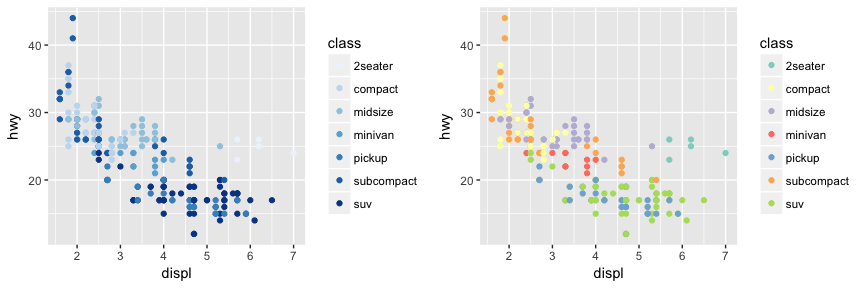 hwy
40
30
20
2
3
4
5
6
7
displ
class
2seater
compact
midsize
minivan
pickup
subcompact
suv
hwy
40
30
20
2
3
4
5
6
7
displ
class
2seater
compact
midsize
minivan
pickup
subcompact
suv